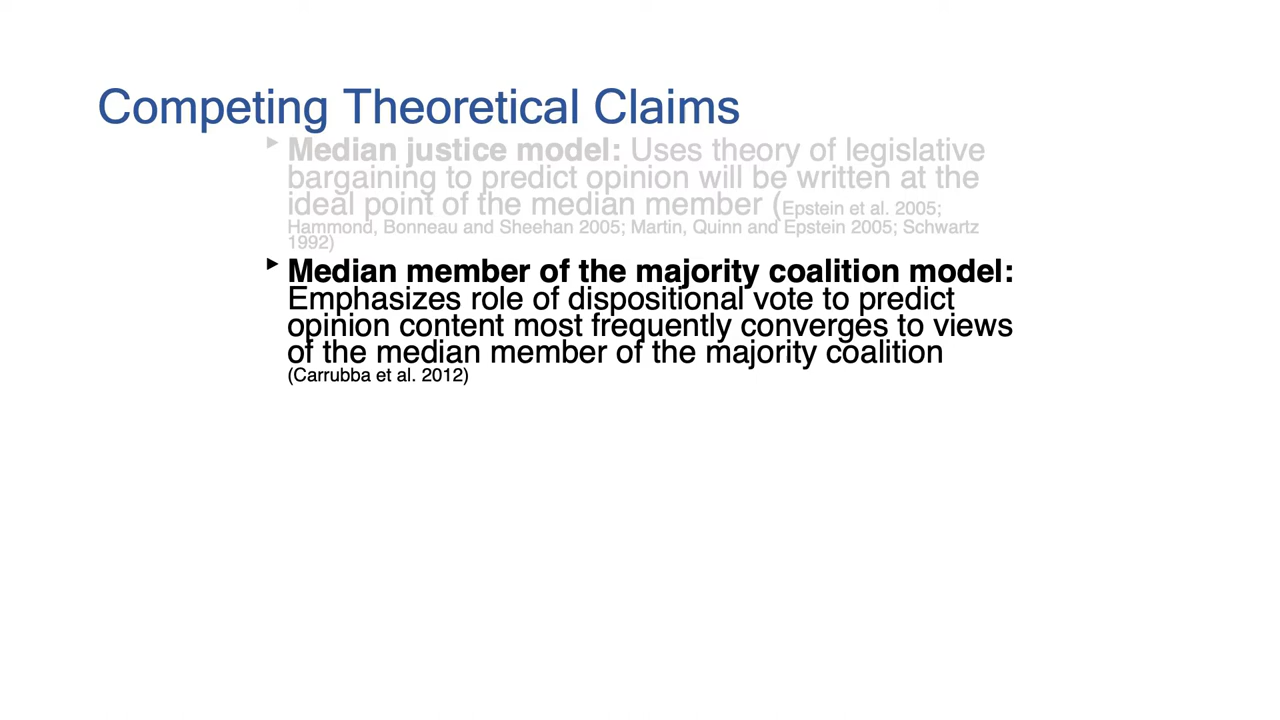 Competing Theoretical Claims
Median justice model: Uses theory of legislative
bargaining to predict opinion will be written at the
ideal point of the median member (Epstein et al. 2005;
Hammond, Bonneau and Sheehan 2005; Martin, Quinn and Epstein 2005; Schwartz
1992)
Median member of the majority coalition model:
Emphasizes role of dispositional vote to predict
opinion content most frequently converges to views
of the median member of the majority coalition
(Carrubba et al. 2012)